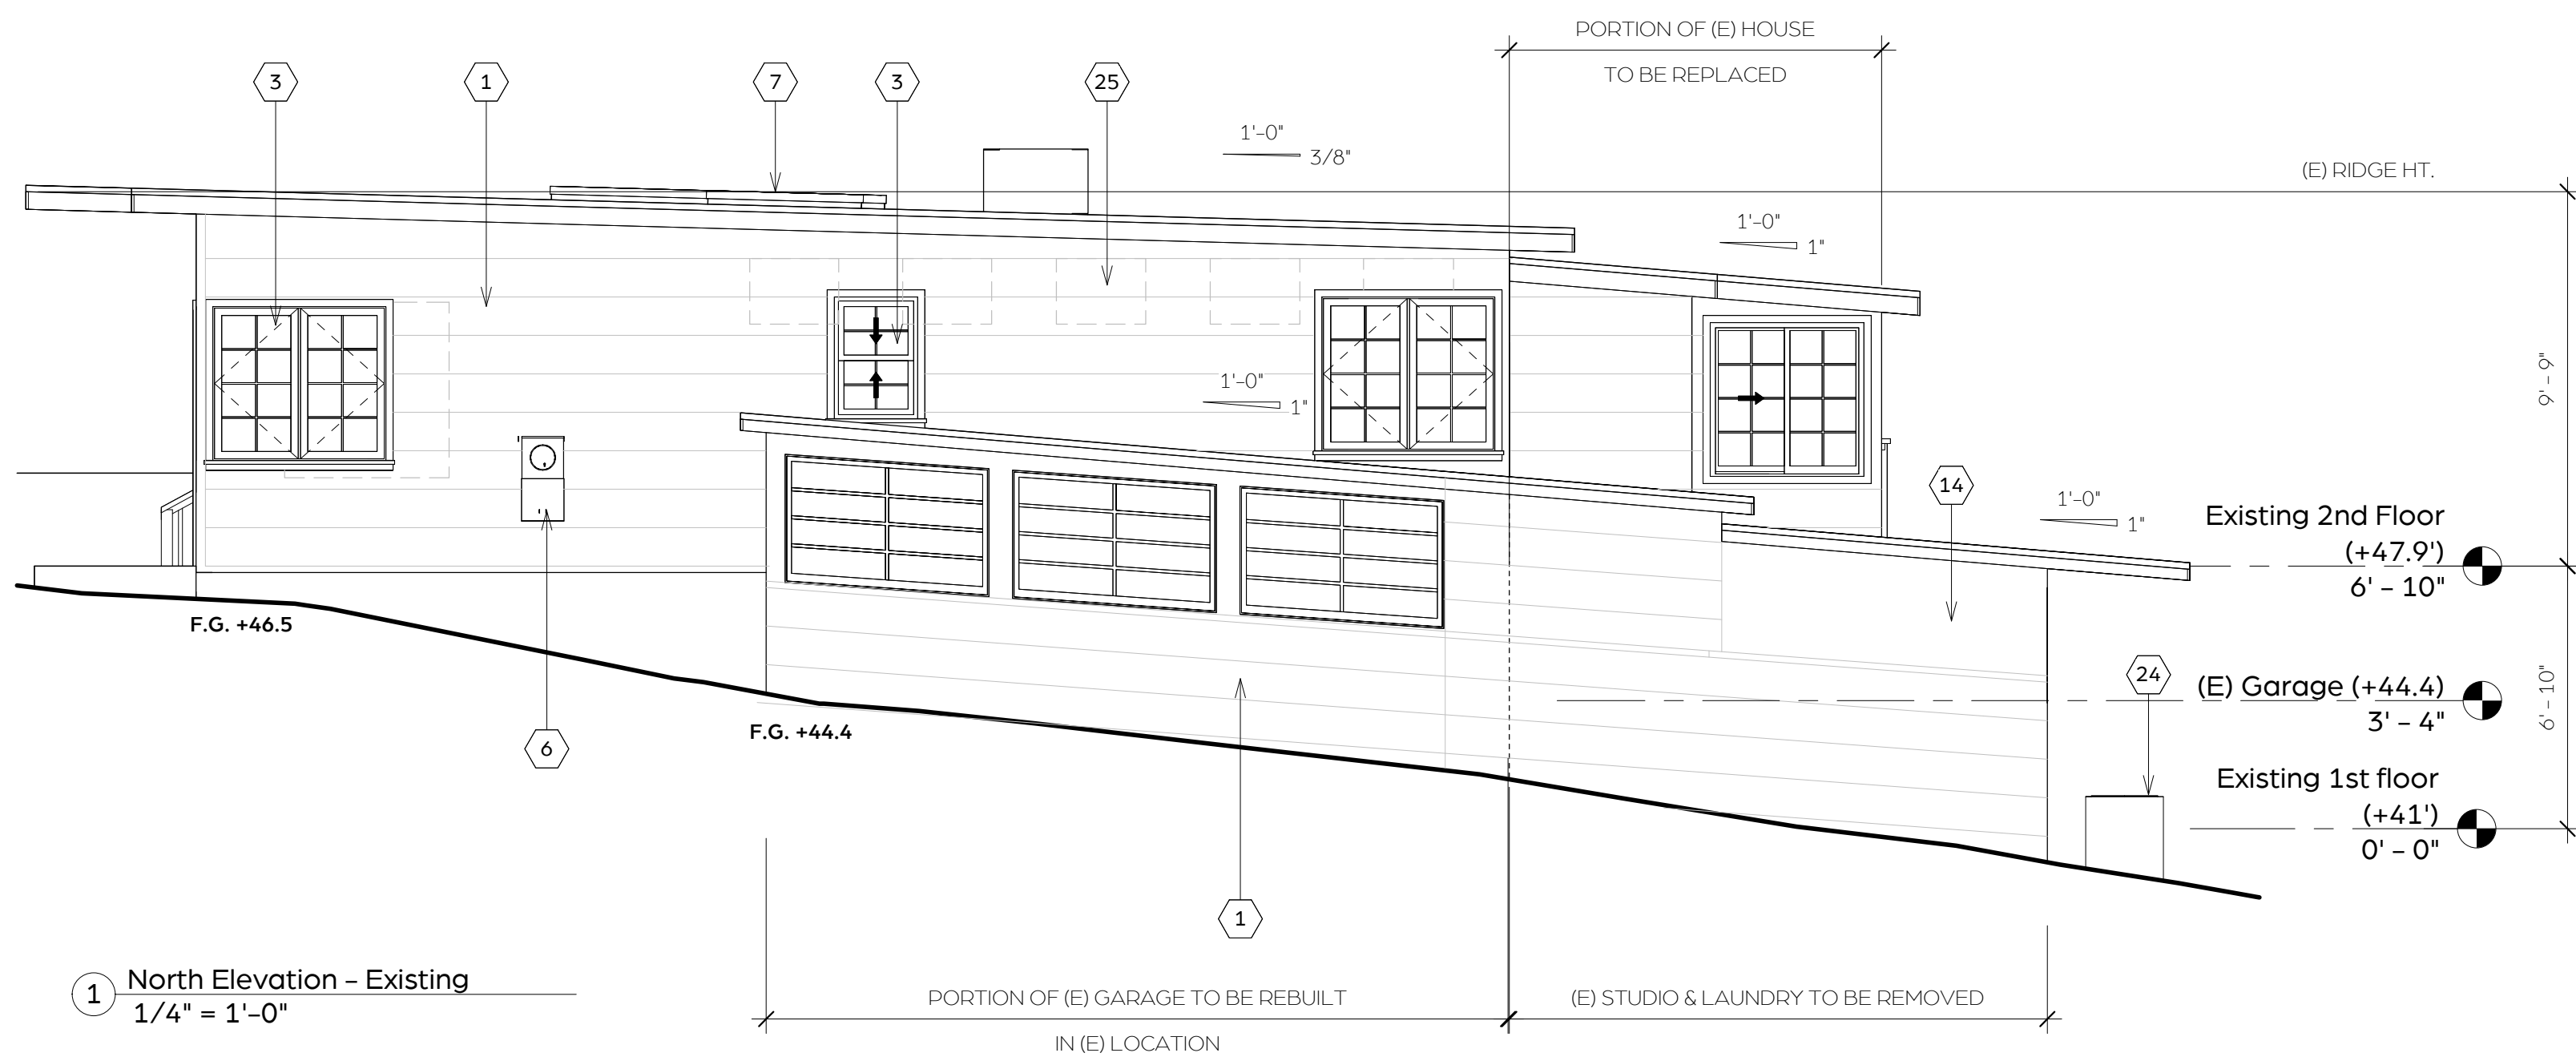 PORTION OF (E) HOUSE
TO BE REPLACED
3
1
7
3
25
1'-0"
3/8"
(E) RIDGE HT.
1'-0"
1"
9' - 9"
1'-0"
1"
14
1'-0"
1"
Existing 2nd Floor
(+47.9')
6' - 10"
F.G. +46.5
24
(E) Garage (+44.4)
3' - 4"
6' - 10"
F.G. +44.4
6
Existing 1st floor
(+41')
0' - 0"
1
1
North Elevation - Existing
1/4" = 1'-0"
PORTION OF (E) GARAGE TO BE REBUILT
IN (E) LOCATION
(E) STUDIO & LAUNDRY TO BE REMOVED